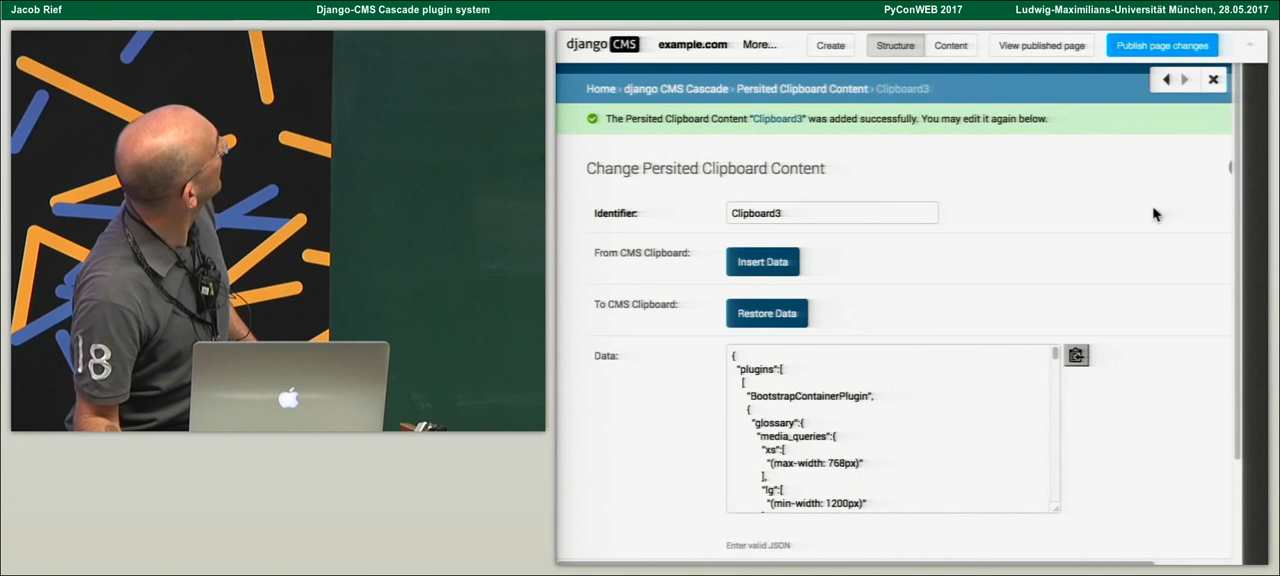 Jacob Rief
Django-CMS Cascade plugin system
PyConWEB 2017
Ludwig-Maximilians-Universität München, 28.05.2017
django CMS
example.com
More...
Create
Structure
Content
View published page
Publish page changes
Home › django CMS Cascade › Persited Clipboard Content › Clipboard3
The Persited Clipboard Content "Clipboard3" was added successfully. You may edit it again below.
Change Persited Clipboard Content
Identifier:
Clipboard3
From CMS Clipboard:
Insert Data
To CMS Clipboard:
Restore Data
Data:
{
"plugins":[
[
"BootstrapContainerPlugin",
{
"glossary":{
"media_queries":{
"xs":[
"(max-width: 768px)"
],
"lg":[
"(min-width: 1200px)"
Enter valid JSON
18